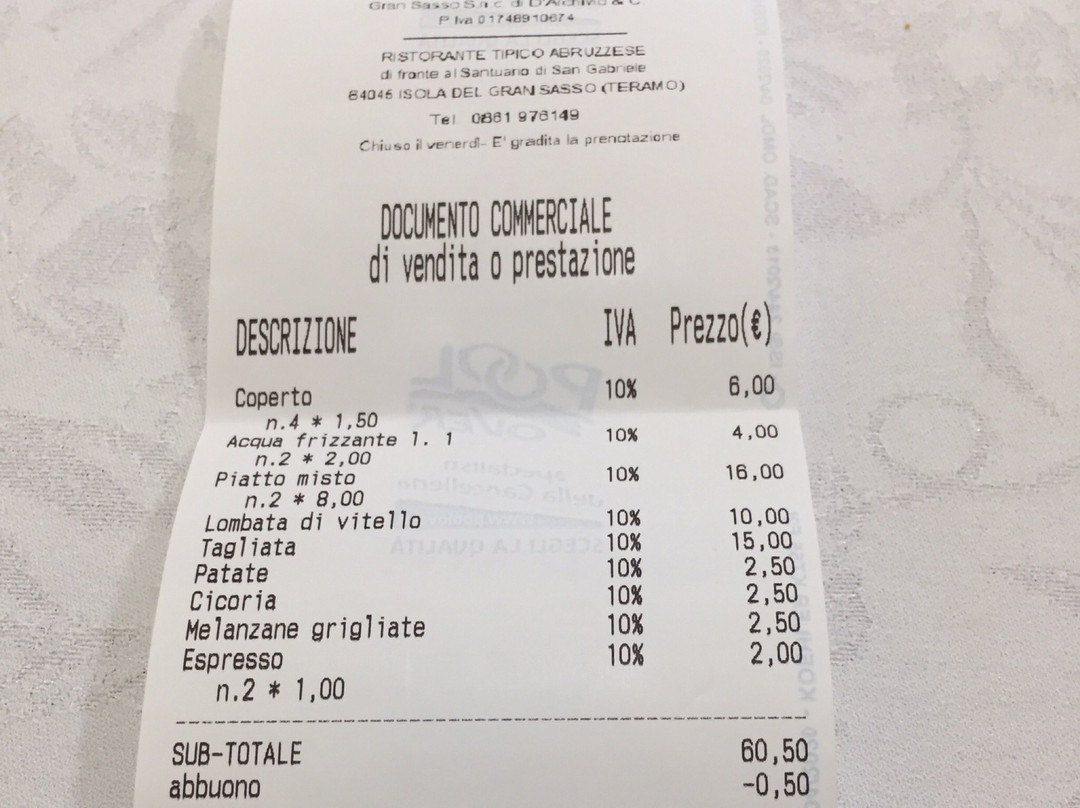 Gran Sasso S.n.c. di D'Archivio & C
P.Iva 01748910674
RISTORANTE TIPICO ABRUZZESE
di fronte al Santuario di San Gabriele
64046 ISOLA DEL GRAN SASSO (TERAMO)
Tel 0861 976149
Chiuso il venerdì- E' gradita la prenotazione
DOCUMENTO COMMERCIALE
di vendita o prestazione
DESCRIZIONE IVA Prezzo(€)
Coperto 10% 6,00
n.4 * 1,50
Acqua frizzante l. 1 10% 4,00
n.2 * 2,00
Piatto misto 10% 16,00
n.2 * 8,00
Lombata di vitello 10% 10,00
Tagliata 10% 15,00
Patate 10% 2,50
Cicoria 10% 2,50
Melanzane grigliate 10% 2,50
Espresso 10% 2,00
n.2 * 1,00
SUB-TOTALE 60,50
abbuono -0,50